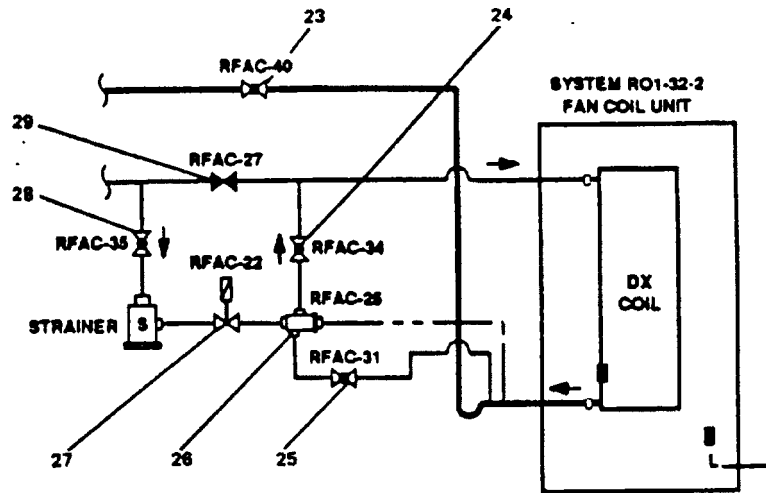 23
24
RFAC-40
SYSTEM RO1-32-2
FAN COIL UNIT
29
RFAC-27
28
RFAC-35
RFAC-34
RFAC-22
DX
COIL
RFAC-25
STRAINER
S
RFAC-31
27
26
25